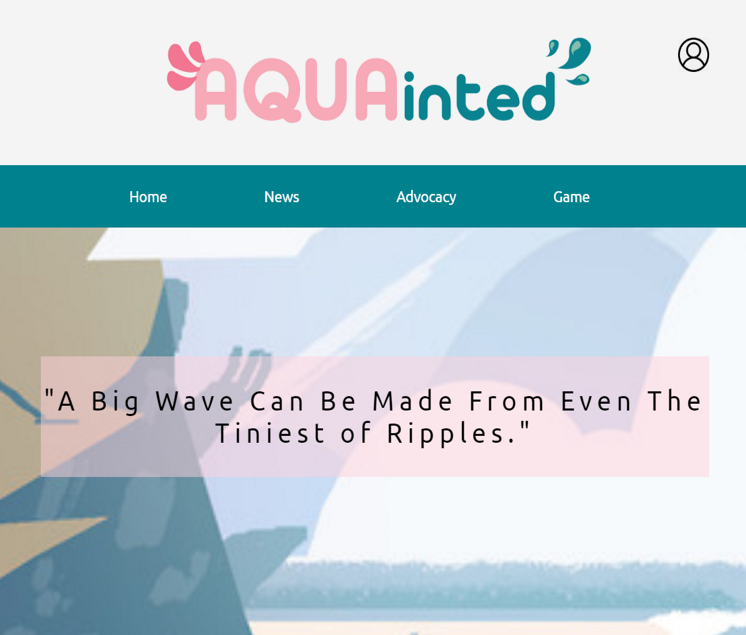 AQUAinted
Home News Advocacy Game
"A Big Wave Can Be Made From Even The
Tiniest of Ripples."